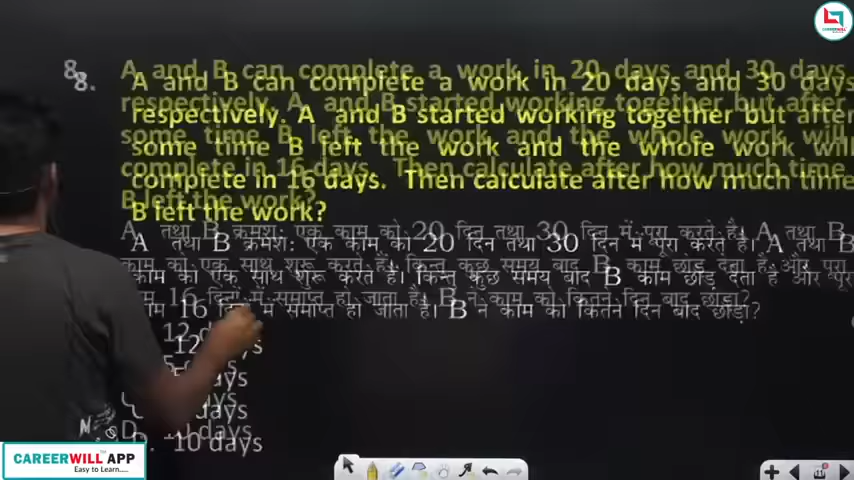 CAREERWILL
8.
A and B can complete a work in 20 days and 30 days
respectively. A and B started working together but after
some time B left the work and the whole work will
complete in 16 days. Then calculate after how much time
B left the work?
A तथा B क्रमश: एक काम को 20 दिन तथा 30 दिन में पूरा करते है। A तथा B
काम को एक साथ शुरू करते है। किन्तु कुछ समय बाद B काम छोड़ देता है और पूरा
16 दिनों में समाप्त हो जाता है। B ने काम को कितने दिन बाद छोड़ा?
12
days
days
D. 10 days
CAREERWILL APP
Easy to Learn.....